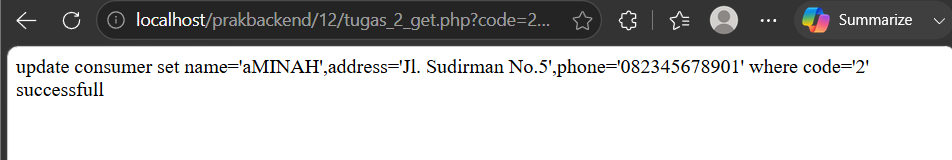 localhost/prakbackend/12/tugas_2_get.php?code=2...
Summarize
update consumer set name='aMINAH',address='Jl. Sudirman No.5',phone='082345678901' where code='2'
successfull